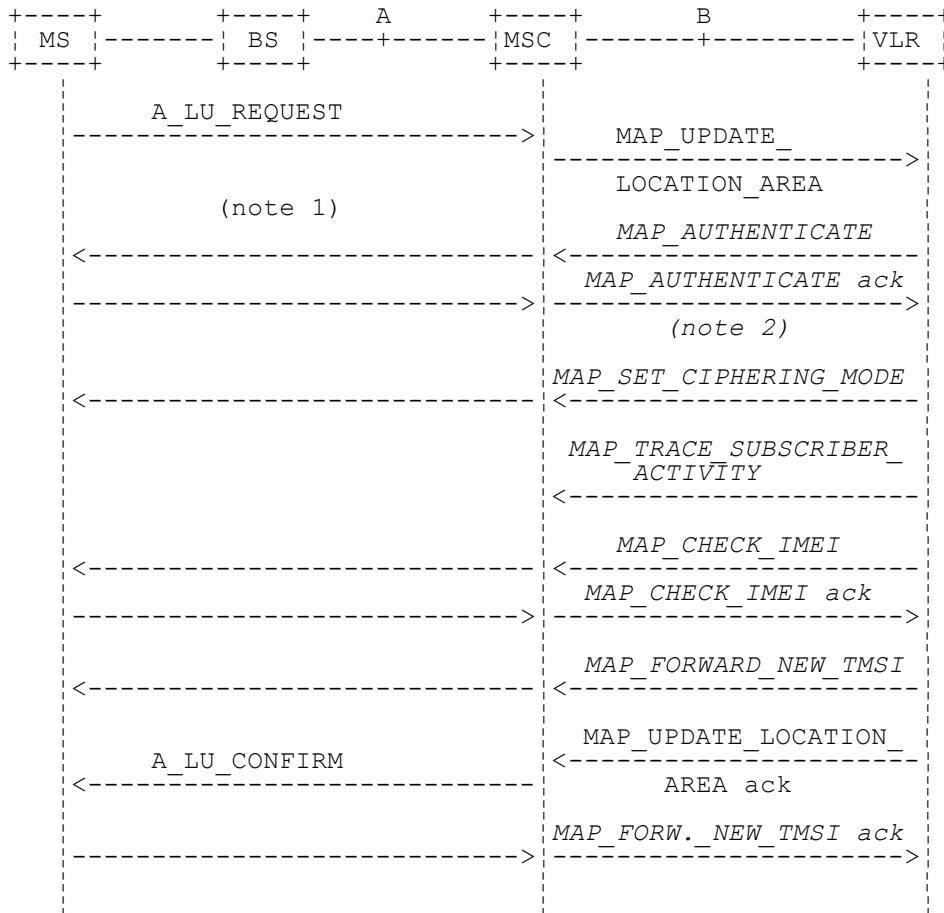 A B
MS BS MSC VLR
A_LU_REQUEST
MAP_UPDATE_
LOCATION_AREA
(note 1)
MAP_AUTHENTICATE
MAP_AUTHENTICATE ack
(note 2)
MAP_SET_CIPHERING_MODE
MAP_TRACE_SUBSCRIBER_
ACTIVITY
MAP_CHECK_IMEI
MAP_CHECK_IMEI ack
MAP_FORWARD_NEW_TMSI
MAP_UPDATE_LOCATION_
A_LU_CONFIRM
AREA ack
MAP_FORW._NEW_TMSI ack